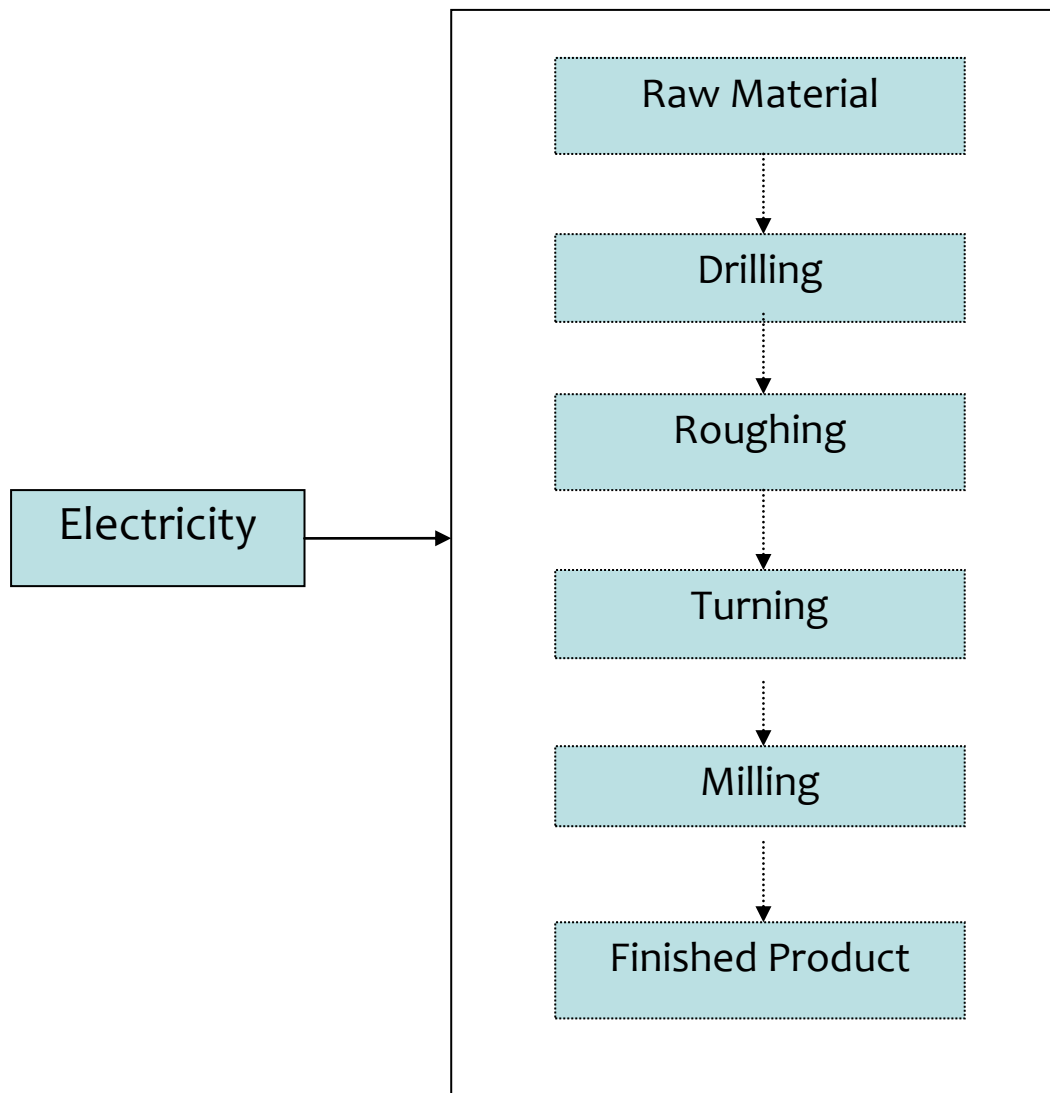 Raw Material
Drilling
Roughing
Electricity
Turning
Milling
Finished Product